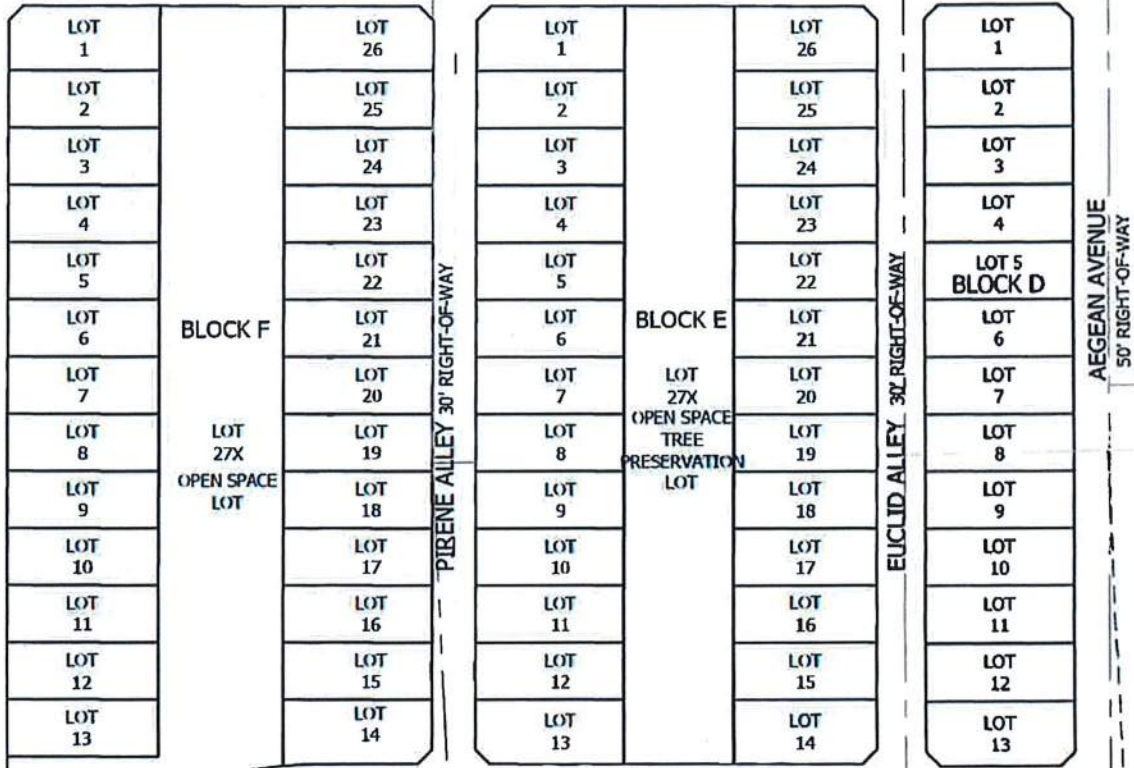 LOT
1
LOT
2
LOT
3
LOT
4
LOT
5
LOT
6
LOT
7
LOT
8
LOT
9
LOT
10
LOT
11
LOT
12
LOT
13
BLOCK F
LOT
27X
OPEN SPACE
LOT
LOT
26
LOT
25
LOT
24
LOT
23
LOT
22
LOT
21
LOT
20
LOT
19
LOT
18
LOT
17
LOT
16
LOT
15
LOT
14
PIRENE ALLEY 30' RIGHT-OF-WAY
LOT
1
LOT
2
LOT
3
LOT
4
LOT
5
LOT
6
LOT
7
LOT
8
LOT
9
LOT
10
LOT
11
LOT
12
LOT
13
BLOCK E
LOT
27X
OPEN SPACE
TREE
PRESERVATION
LOT
LOT
26
LOT
25
LOT
24
LOT
23
LOT
22
LOT
21
LOT
20
LOT
19
LOT
18
LOT
17
LOT
16
LOT
15
LOT
14
EUCLID ALLEY 30' RIGHT-OF-WAY
LOT
1
LOT
2
LOT
3
LOT
4
LOT 5
BLOCK D
LOT
6
LOT
7
LOT
8
LOT
9
LOT
10
LOT
11
LOT
12
LOT
13
AEGEAN AVENUE
50' RIGHT-OF-WAY